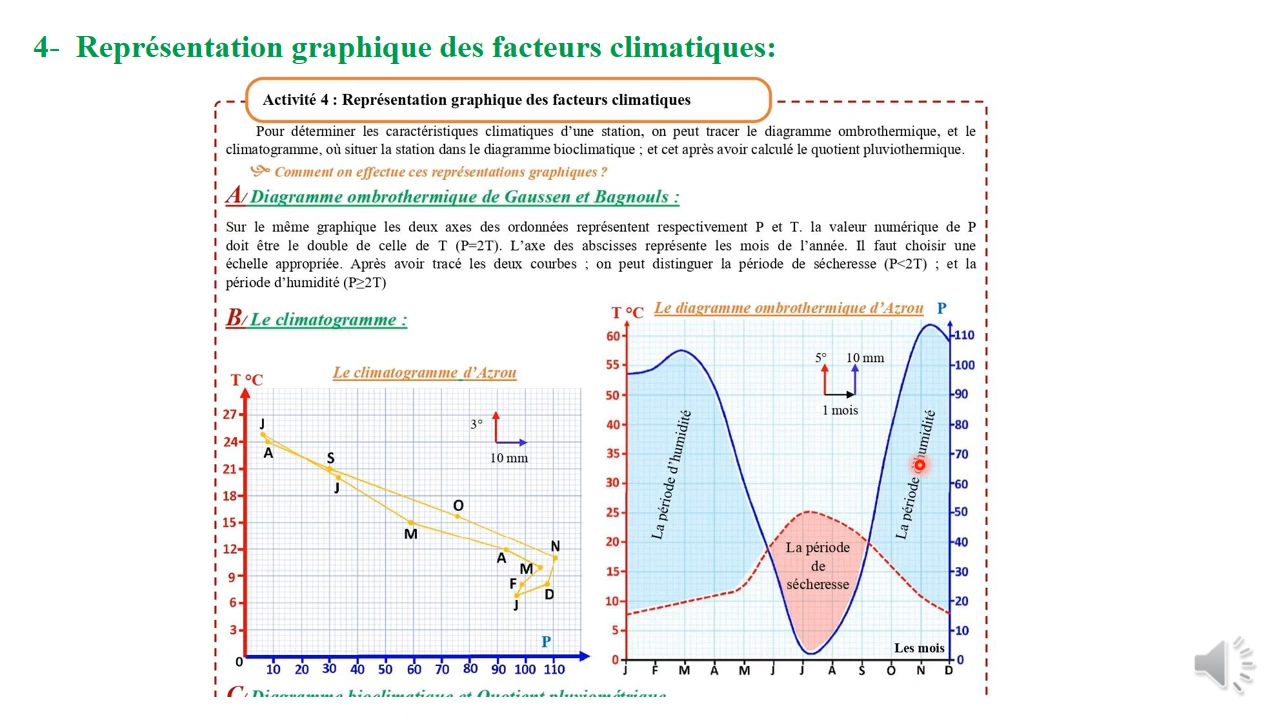 4- Représentation graphique des facteurs climatiques:
Activité 4 : Représentation graphique des facteurs climatiques
Pour déterminer les caractéristiques climatiques d'une station, on peut tracer le diagramme ombrothermique, et le
climatogramme, où situer la station dans le diagramme bioclimatique ; et cet après avoir calculé le quotient pluviothermique.
Comment on effectue ces représentations graphiques ?
A/ Diagramme ombrothermique de Gaussen et Bagnouls :
Sur le même graphique les deux axes des ordonnées représentent respectivement P et T. la valeur numérique de P
doit être le double de celle de T (P=2T). L'axe des abscisses représente les mois de l'année. Il faut choisir une
échelle appropriée. Après avoir tracé les deux courbes ; on peut distinguer la période de sécheresse (P<2T) ; et la
période d'humidité (P≥2T)
B/ Le climatogramme :
Le climatogramme d'Azrou
T °C
27
24
21
18
15
12
9
6
3
0
10 20 30 40 50 60 70 80 90 100 110
P
3°
10 mm
J
A
S
J
O
M
A
N
M
F
D
J
Le diagramme ombrothermique d'Azrou
T °C
P
60
55
50
40
35
30
25
20
15
10
5
0
110
100
90
80
70
60
50
40
30
20
10
0
5°
10 mm
1 mois
La période d'humidité
La période
de
sécheresse
La période d'humidité
Les mois
J F M A M J J A S O N D
C/ Diagramme bioclimatique et Quotient pluviométrique